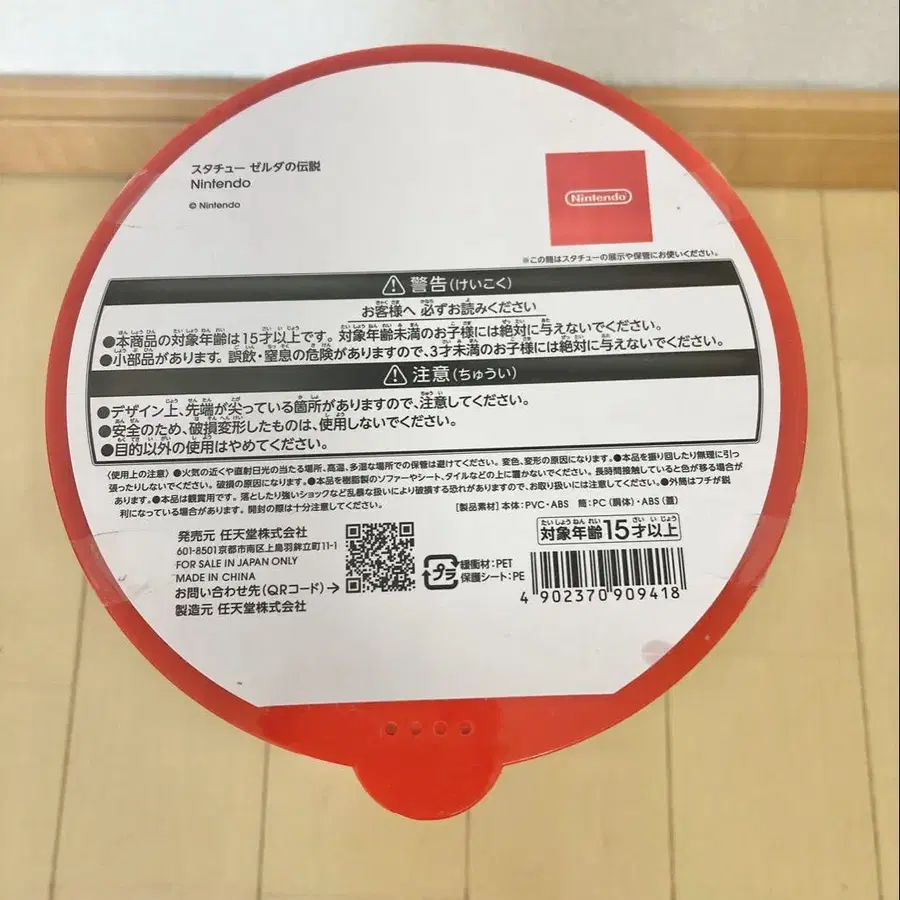 スタチュー ゼルダの伝説
Nintendo
© Nintendo
Nintendo
※この筒はスタチューの展示や保管にお使いください。
警告(けいこく)
お客様へ 必ずお読みください
●本商品の対象年齢は15才以上です。対象年齢未満のお子様には絶対に与えないでください。
●小部品があります。誤飲・窒息の危険がありますので、3才未満のお子様には絶対に与えないでください。
注意(ちゅうい)
●デザイン上、先端が尖っている箇所がありますので、注意してください。
●安全のため、破損変形したものは、使用しないでください。
●目的以外の使用はやめてください。
〈使用上の注意〉●火気の近くや直射日光の当たる場所、高温、多湿な場所での保管は避けてください。変色、変形の原因になります。●本品を振り回したり無理に引っ
張ったりしないでください。破損の原因になります。●本品を樹脂製のソファーやシート、タイルなどの上に置かないでください。長時間接触していると色が移る場合が
あります。●本品は観賞用です。落としたり強いショックなど乱暴な扱いにより破損する恐れがありますので、お取り扱いには注意してください。●外筒はフチが鋭
利になっている場合があります。開封の際は十分注意してください。
[製品素材]本体:PVC・ABS 筒:PC(胴体)・ABS(蓋)
発売元 任天堂株式会社
601-8501京都市南区上鳥羽鉾立町11-1
FOR SALE IN JAPAN ONLY
MADE IN CHINA
お問い合わせ先(QRコード)→
製造元 任天堂株式会社
プラ
緩衝材:PET
保護シート:PE
対象年齢15才以上
4 902370 909418